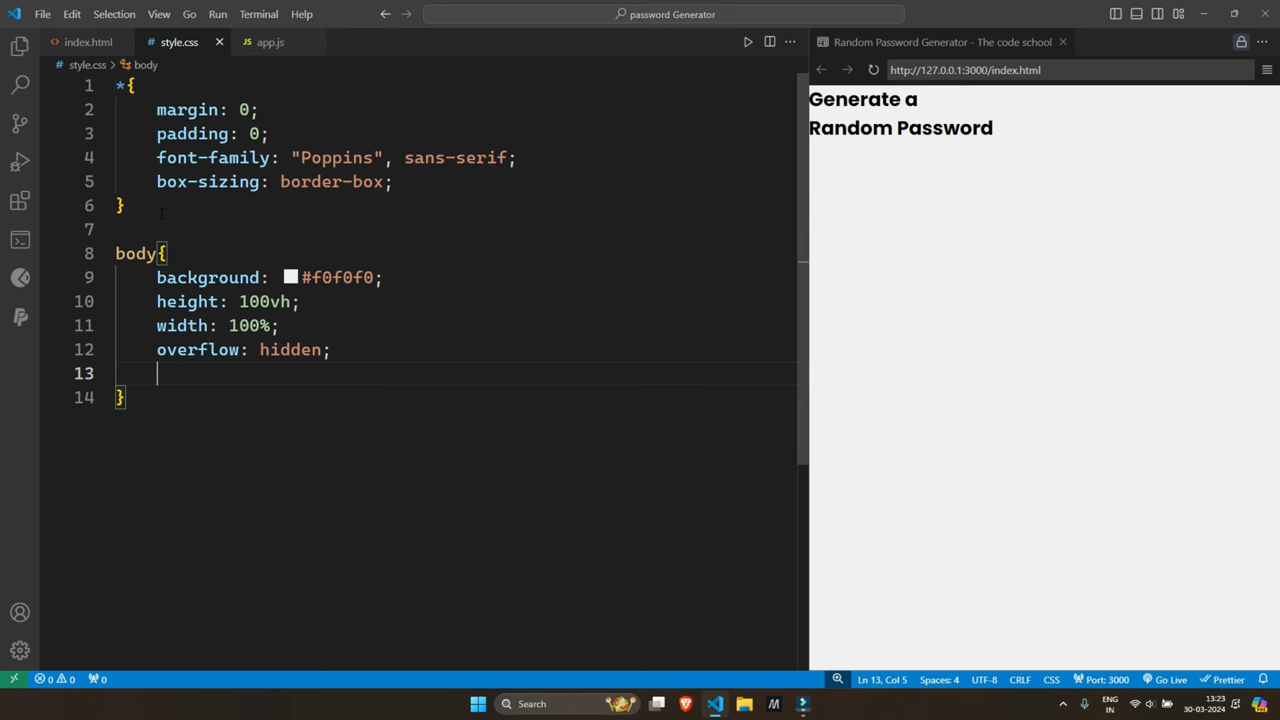 File Edit Selection View Go Run Terminal Help
password Generator
index.html
style.css
JS app.js
Random Password Generator - The code school
# style.css > body
http://127.0.0.1:3000/index.html
1 *{
2 margin: 0;
3 padding: 0;
4 font-family: "Poppins", sans-serif;
5 box-sizing: border-box;
6 }
7
8 body{
9 background: #f0f0f0;
10 height: 100vh;
11 width: 100%;
12 overflow: hidden;
13
14 }
Generate a
Random Password
0 0 0
Ln 13, Col 5 Spaces: 4 UTF-8 CRLF CSS Port: 3000 Go Live Prettier
Search
M
ENG
IN
13:23
30-03-2024